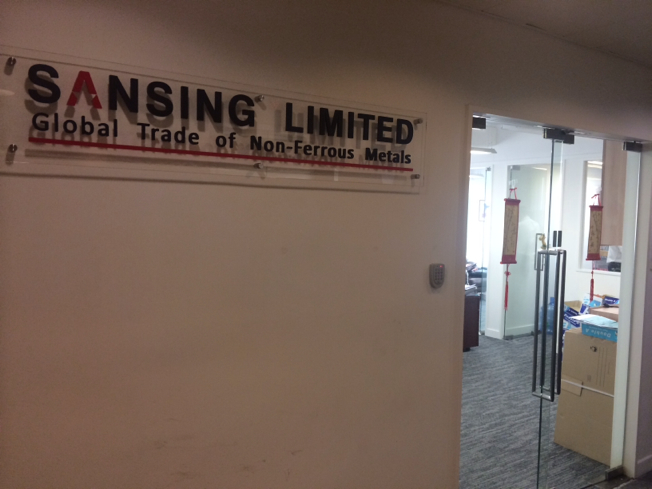 SANSING LIMITED
Global Trade of Non-Ferrous Metals